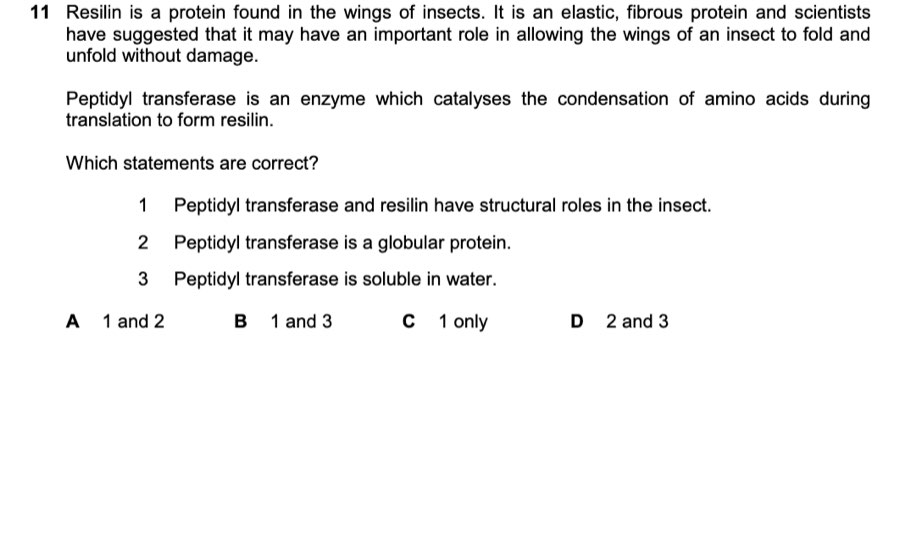 11 Resilin is a protein found in the wings of insects. It is an elastic, fibrous protein and scientists
have suggested that it may have an important role in allowing the wings of an insect to fold and
unfold without damage.
Peptidyl transferase is an enzyme which catalyses the condensation of amino acids during
translation to form resilin.
Which statements are correct?
1 Peptidyl transferase and resilin have structural roles in the insect.
2 Peptidyl transferase is a globular protein.
3 Peptidyl transferase is soluble in water.
A 1 and 2 B 1 and 3 C 1 only D 2 and 3